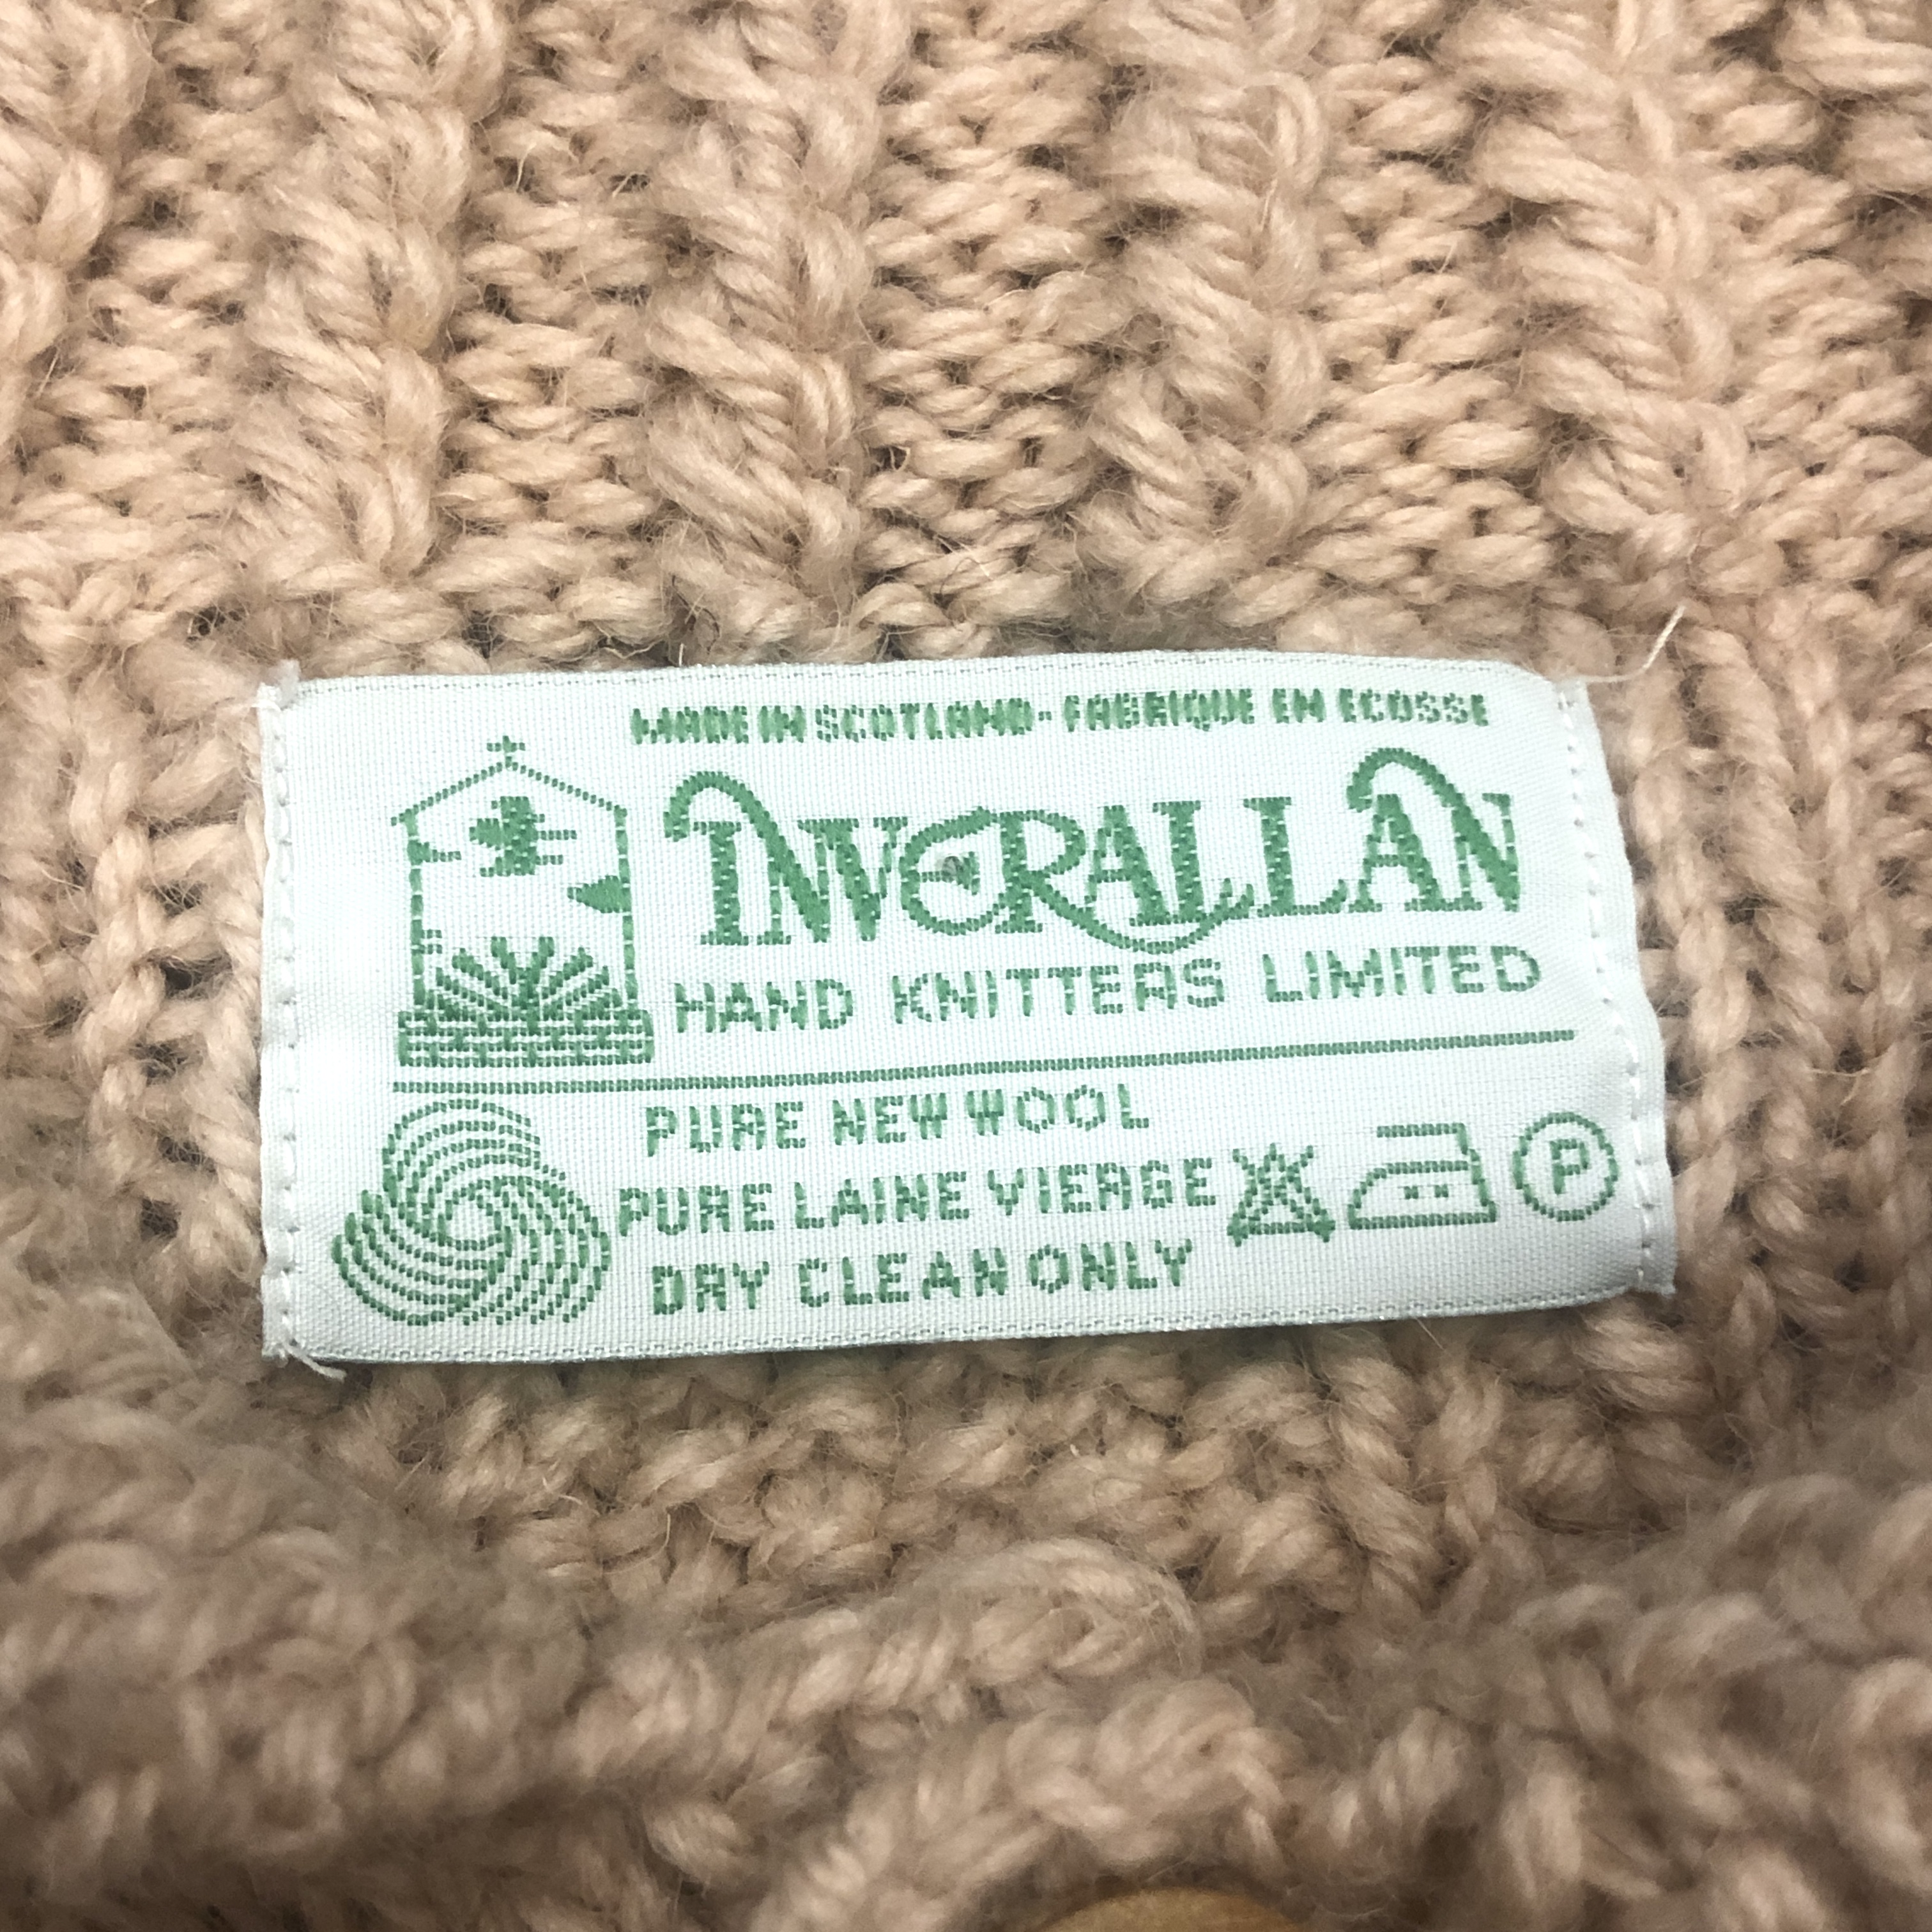 MADE IN SCOTLAND - FABRIQUE EN ECOSSE
INVERALLAN
HAND KNITTERS LIMITED
PURE NEW WOOL
PURE LAINE VIERGE
DRY CLEAN ONLY
P